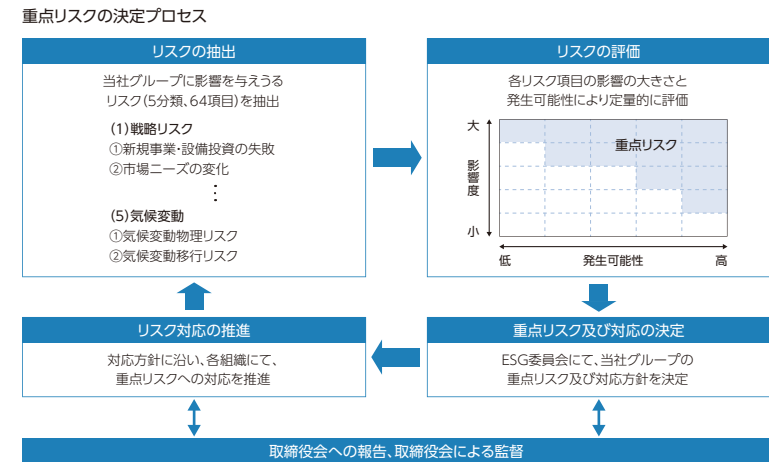 重点リスクの決定プロセス
リスクの抽出
当社グループに影響を与えうる
リスク(5分類、64項目)を抽出
(1)戦略リスク
①新規事業・設備投資の失敗
②市場ニーズの変化
⋮
(5)気候変動
①気候変動物理リスク
②気候変動移行リスク
リスクの評価
各リスク項目の影響の大きさと
発生可能性により定量的に評価
大
影響度
小
重点リスク
低
発生可能性
高
リスク対応の推進
対応方針に沿い、各組織にて、
重点リスクへの対応を推進
重点リスク及び対応の決定
ESG委員会にて、当社グループの
重点リスク及び対応方針を決定
取締役会への報告、取締役会による監督